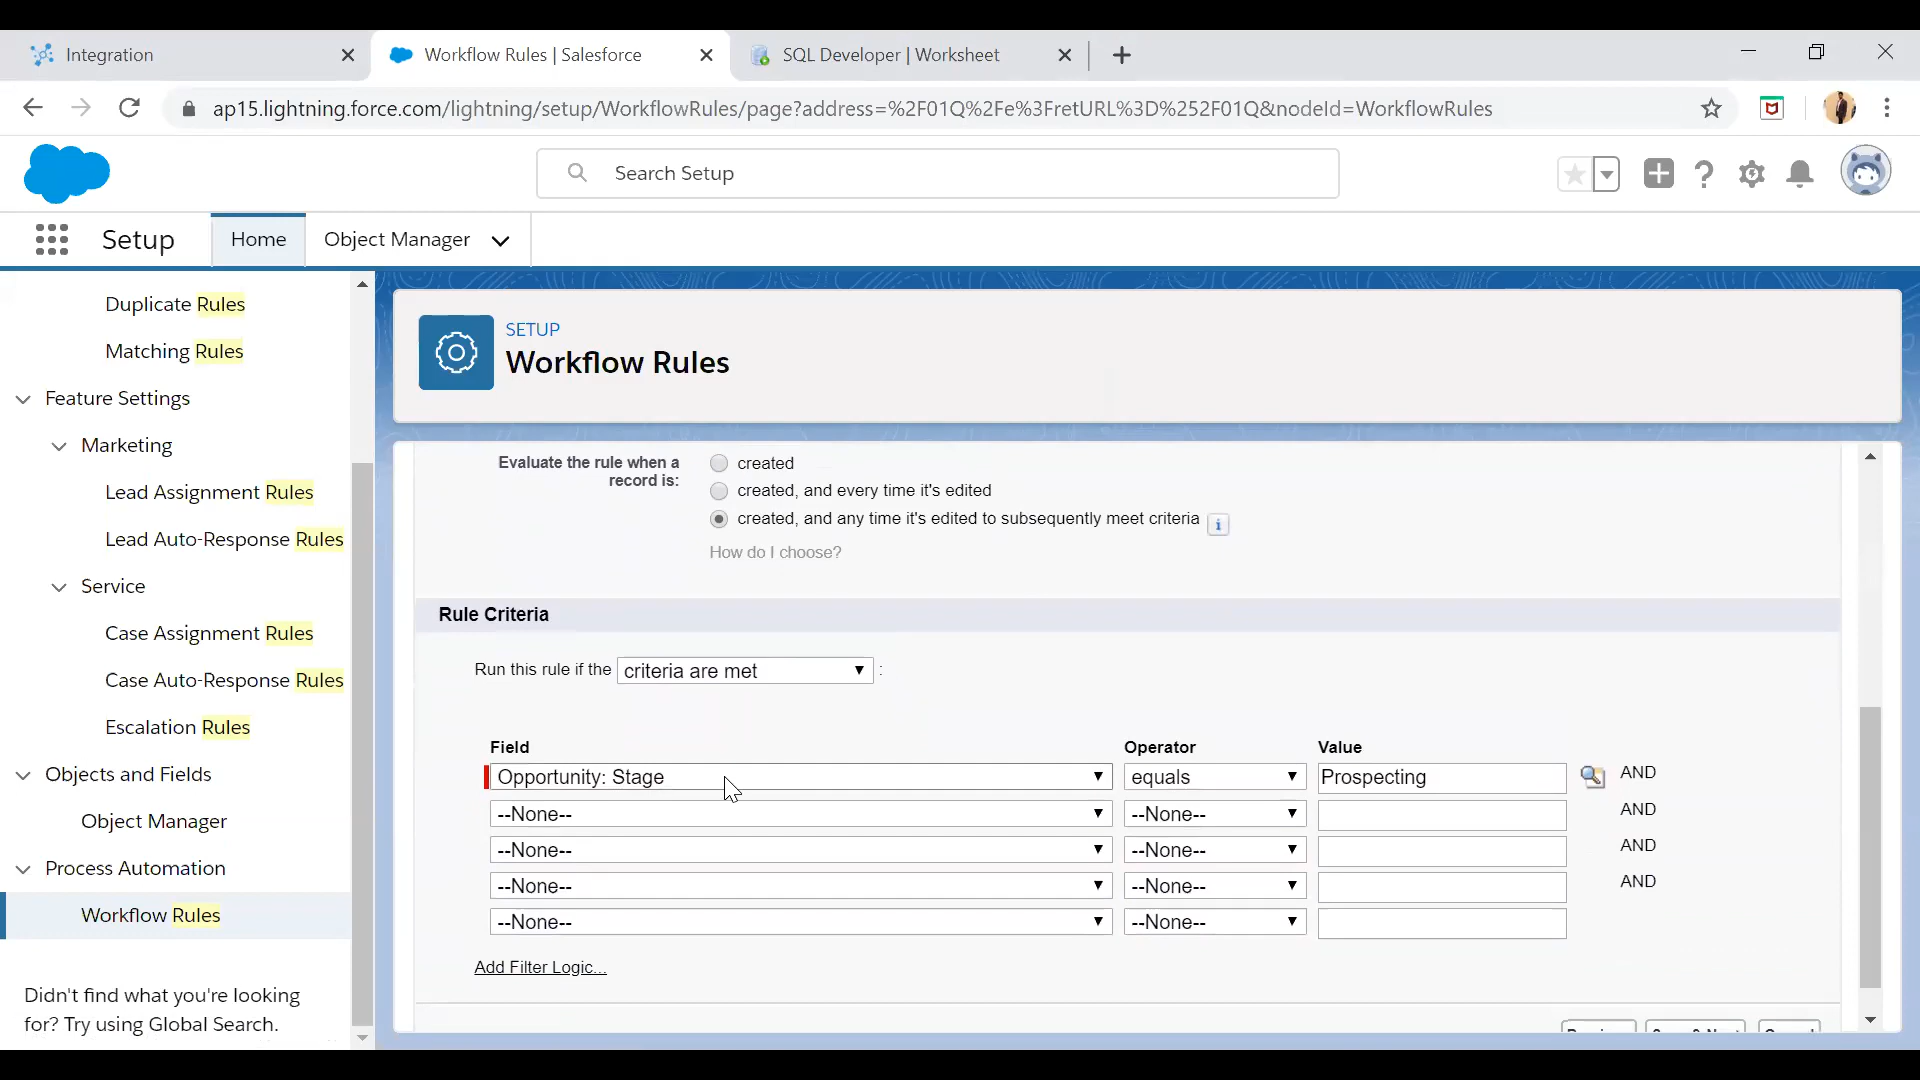 Integration
Workflow Rules | Salesforce
SQL Developer | Worksheet
ap15.lightning.force.com/lightning/setup/WorkflowRules/page?address=%2F01Q%2Fe%3FretURL%3D%252F01Q&nodeId=WorkflowRules
Search Setup
Setup
Home
Object Manager
Duplicate Rules
Matching Rules
Feature Settings
Marketing
Lead Assignment Rules
Lead Auto-Response Rules
Service
Case Assignment Rules
Case Auto-Response Rules
Escalation Rules
Objects and Fields
Object Manager
Process Automation
Workflow Rules
Didn't find what you're looking
for? Try using Global Search.
SETUP
Workflow Rules
Evaluate the rule when a
record is:
created
created, and every time it's edited
created, and any time it's edited to subsequently meet criteria
How do I choose?
Rule Criteria
Run this rule if the criteria are met :
Field Operator Value
Opportunity: Stage equals Prospecting AND
--None-- --None-- AND
--None-- --None-- AND
--None-- --None-- AND
--None-- --None--
Add Filter Logic...